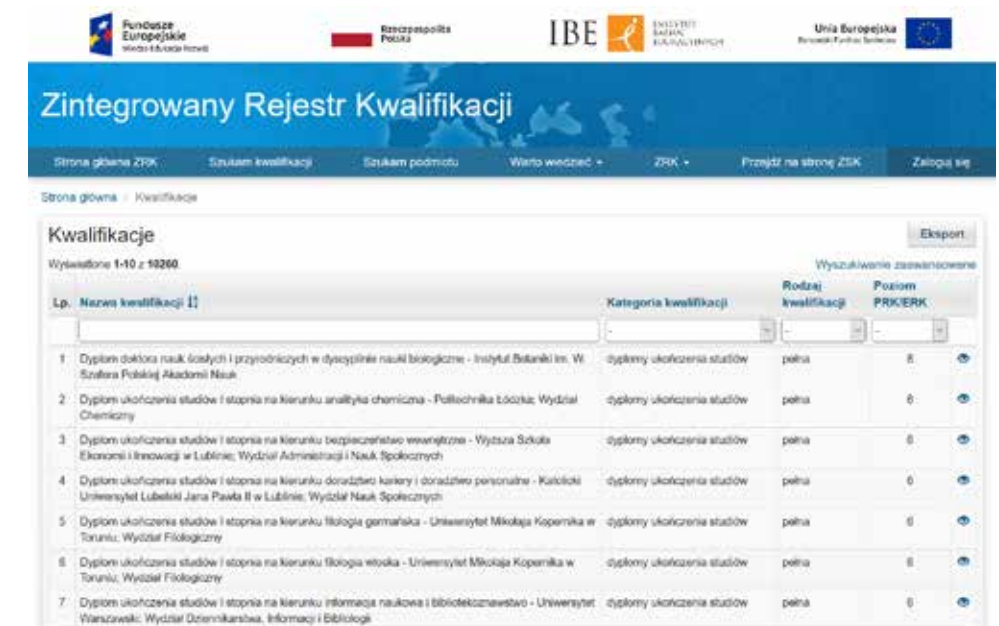 Fundusze
Europejskie
Wiedza Edukacja Rozwój
Rzeczpospolita
Polska
IBE
INSTYTUT
BADAŃ
EDUKACYJNYCH
Unia Europejska
Europejski Fundusz Społeczny
Zintegrowany Rejestr Kwalifikacji
Strona główna ZRK Szukam kwalifikacji Szukam podmiotu Warto wiedzieć ZRK Przejdź na stronę ZSK Zaloguj się
Strona główna / Kwalifikacje
Kwalifikacje
Eksport
Wyświetlone 1-10 z 10260.
Wyszukiwanie zaawansowane
Lp. Nazwa kwalifikacji Kategoria kwalifikacji Rodzaj kwalifikacji Poziom PRK/ERK
- - -
1 Dyplom doktora nauk ścisłych i przyrodniczych w dyscyplinie nauki biologiczne - Instytut Botaniki im. W. dyplomy ukończenia studiów pełna 8
Szafera Polskiej Akademii Nauk
2 Dyplom ukończenia studiów I stopnia na kierunku analityka chemiczna - Politechnika Łódzka; Wydział dyplomy ukończenia studiów pełna 6
Chemiczny
3 Dyplom ukończenia studiów I stopnia na kierunku bezpieczeństwo wewnętrzne - Wyższa Szkoła dyplomy ukończenia studiów pełna 6
Ekonomii i Innowacji w Lublinie; Wydział Administracji i Nauk Społecznych
4 Dyplom ukończenia studiów I stopnia na kierunku doradztwo kariery i doradztwo personalne - Katolicki dyplomy ukończenia studiów pełna 6
Uniwersytet Lubelski Jana Pawła II w Lublinie; Wydział Nauk Społecznych
5 Dyplom ukończenia studiów I stopnia na kierunku filologia germańska - Uniwersytet Mikołaja Kopernika w dyplomy ukończenia studiów pełna 6
Toruniu; Wydział Filologiczny
6 Dyplom ukończenia studiów I stopnia na kierunku filologia włoska - Uniwersytet Mikołaja Kopernika w dyplomy ukończenia studiów pełna 6
Toruniu; Wydział Filologiczny
7 Dyplom ukończenia studiów I stopnia na kierunku informacja naukowa i bibliotekoznawstwo - Uniwersytet dyplomy ukończenia studiów pełna 6
Warszawski; Wydział Dziennikarstwa, Informacji i Bibliologii